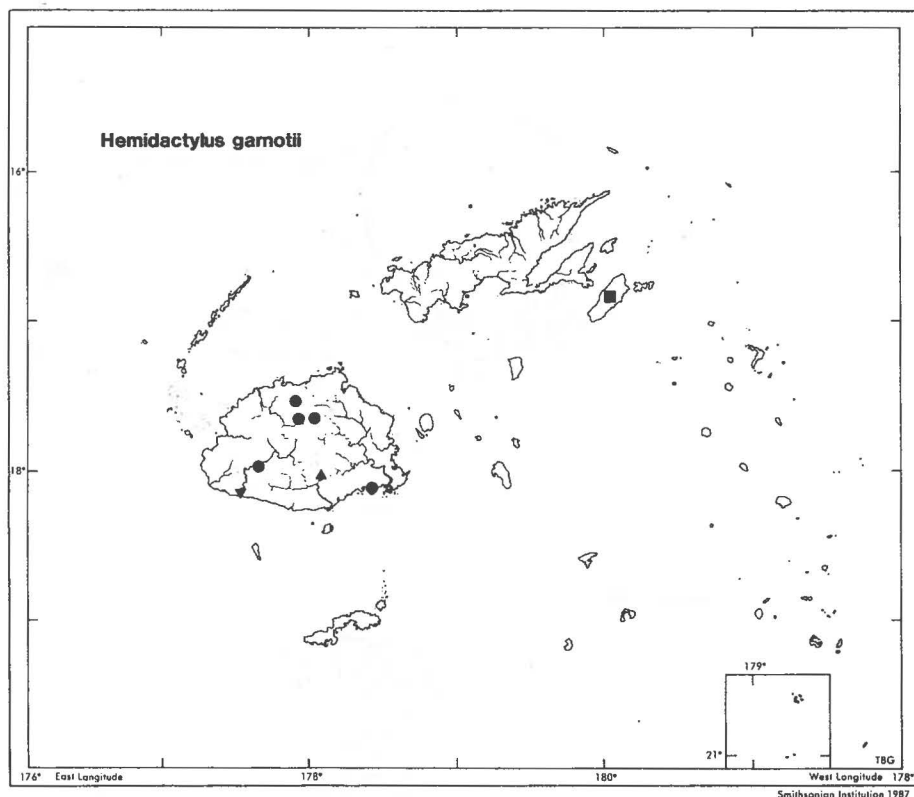 Hemidactylus garnotii
16°
18°
179°
21°
TBG
176° East Longitude 178° 180° West Longitude 178°
Smithsonian Institution 1987